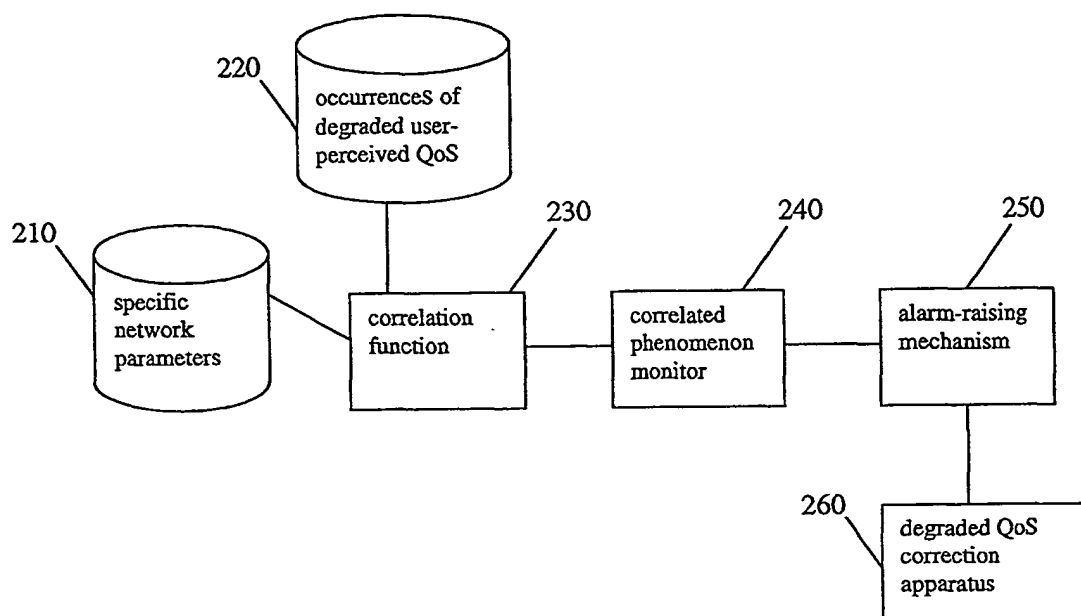 220
occurrences of
degraded user-
perceived QoS
210
specific
network
parameters
230
correlation
function
240
correlated
phenomenon
monitor
250
alarm-raising
mechanism
260
degraded QoS
correction
apparatus